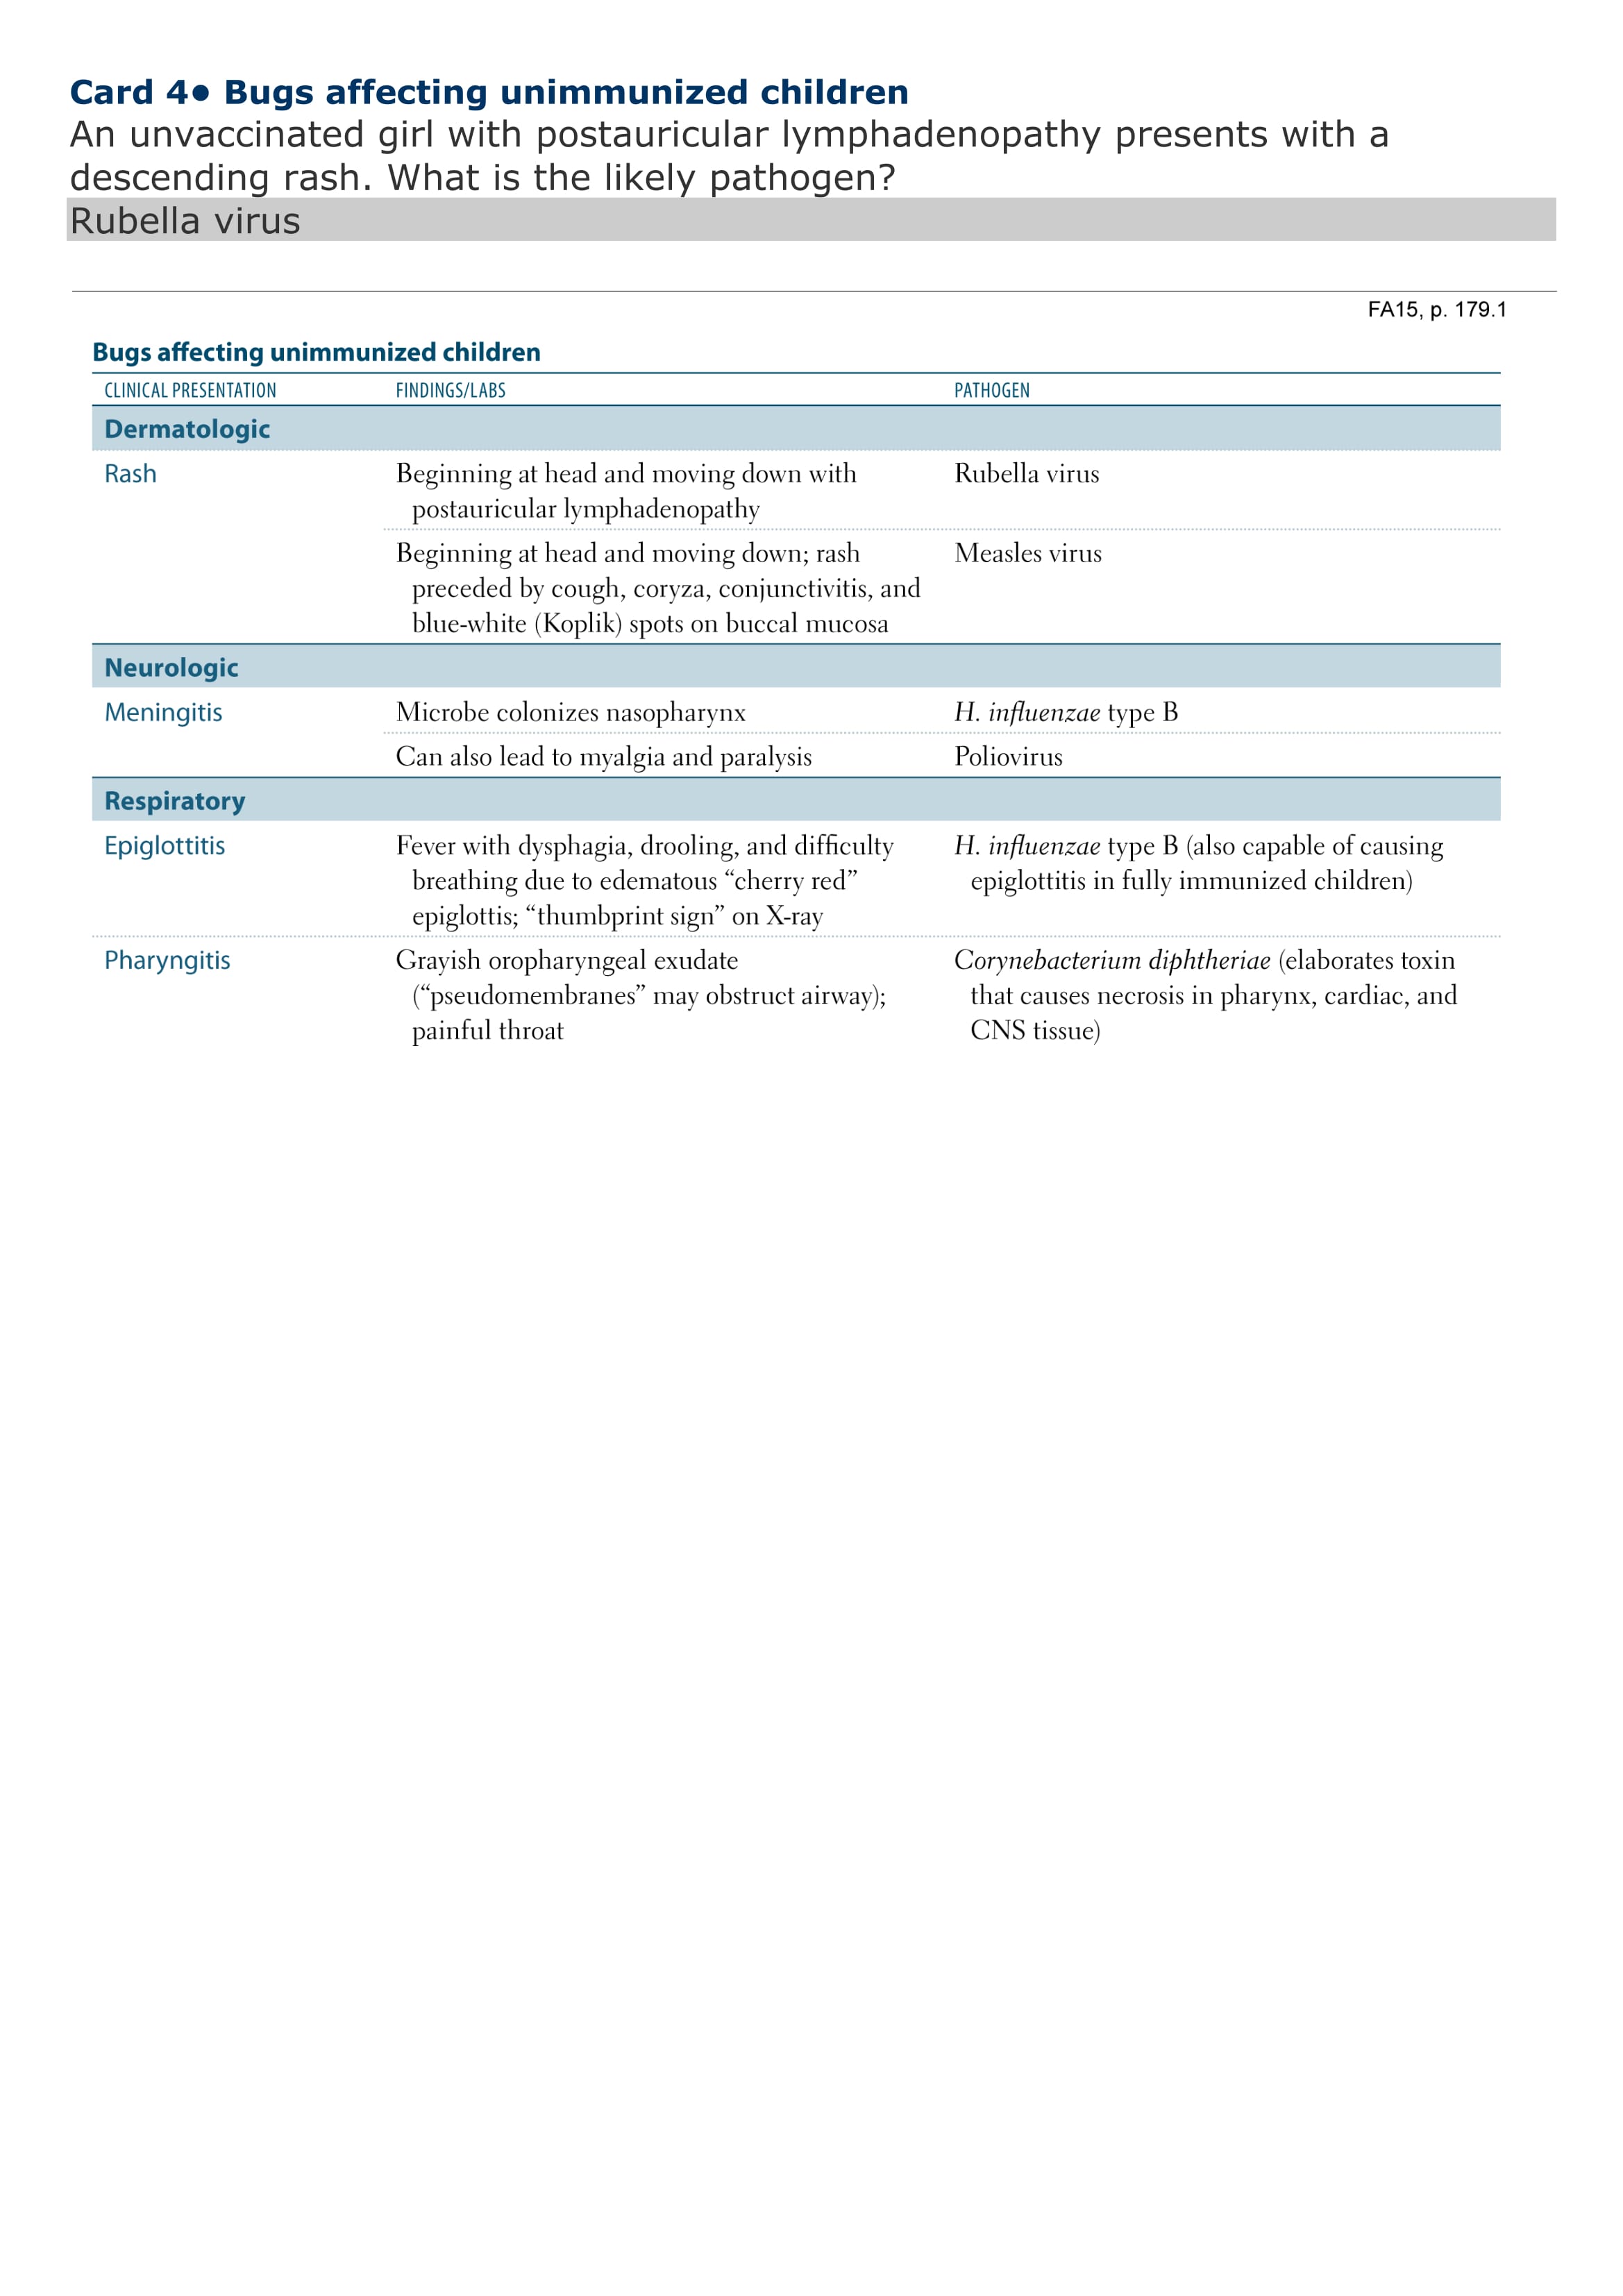 Card 4● Bugs affecting unimmunized children
An unvaccinated girl with postauricular lymphadenopathy presents with a
descending rash. What is the likely pathogen?
Rubella virus
FA15, p. 179.1
Bugs affecting unimmunized children
CLINICAL PRESENTATION FINDINGS/LABS PATHOGEN
Dermatologic
Rash Beginning at head and moving down with Rubella virus
postauricular lymphadenopathy
Beginning at head and moving down; rash Measles virus
preceded by cough, coryza, conjunctivitis, and
blue-white (Koplik) spots on buccal mucosa
Neurologic
Meningitis Microbe colonizes nasopharynx H. influenzae type B
Can also lead to myalgia and paralysis Poliovirus
Respiratory
Epiglottitis Fever with dysphagia, drooling, and difficulty H. influenzae type B (also capable of causing
breathing due to edematous “cherry red” epiglottitis in fully immunized children)
epiglottis; “thumbprint sign” on X-ray
Pharyngitis Grayish oropharyngeal exudate Corynebacterium diphtheriae (elaborates toxin
(“pseudomembranes” may obstruct airway); that causes necrosis in pharynx, cardiac, and
painful throat CNS tissue)